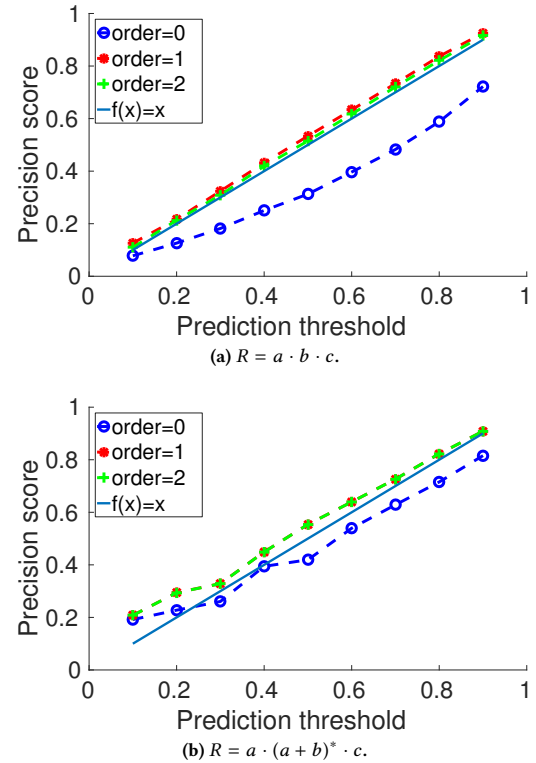 1
0.8
0.6
0.4
0.2
0
Precision score
order=0
order=1
order=2
f(x)=x
0 0.2 0.4 0.6 0.8 1
Prediction threshold
(a) R = a · b · c.
1
0.8
0.6
0.4
0.2
0
Precision score
order=0
order=1
order=2
f(x)=x
0 0.2 0.4 0.6 0.8 1
Prediction threshold
(b) R = a · (a + b)* · c.